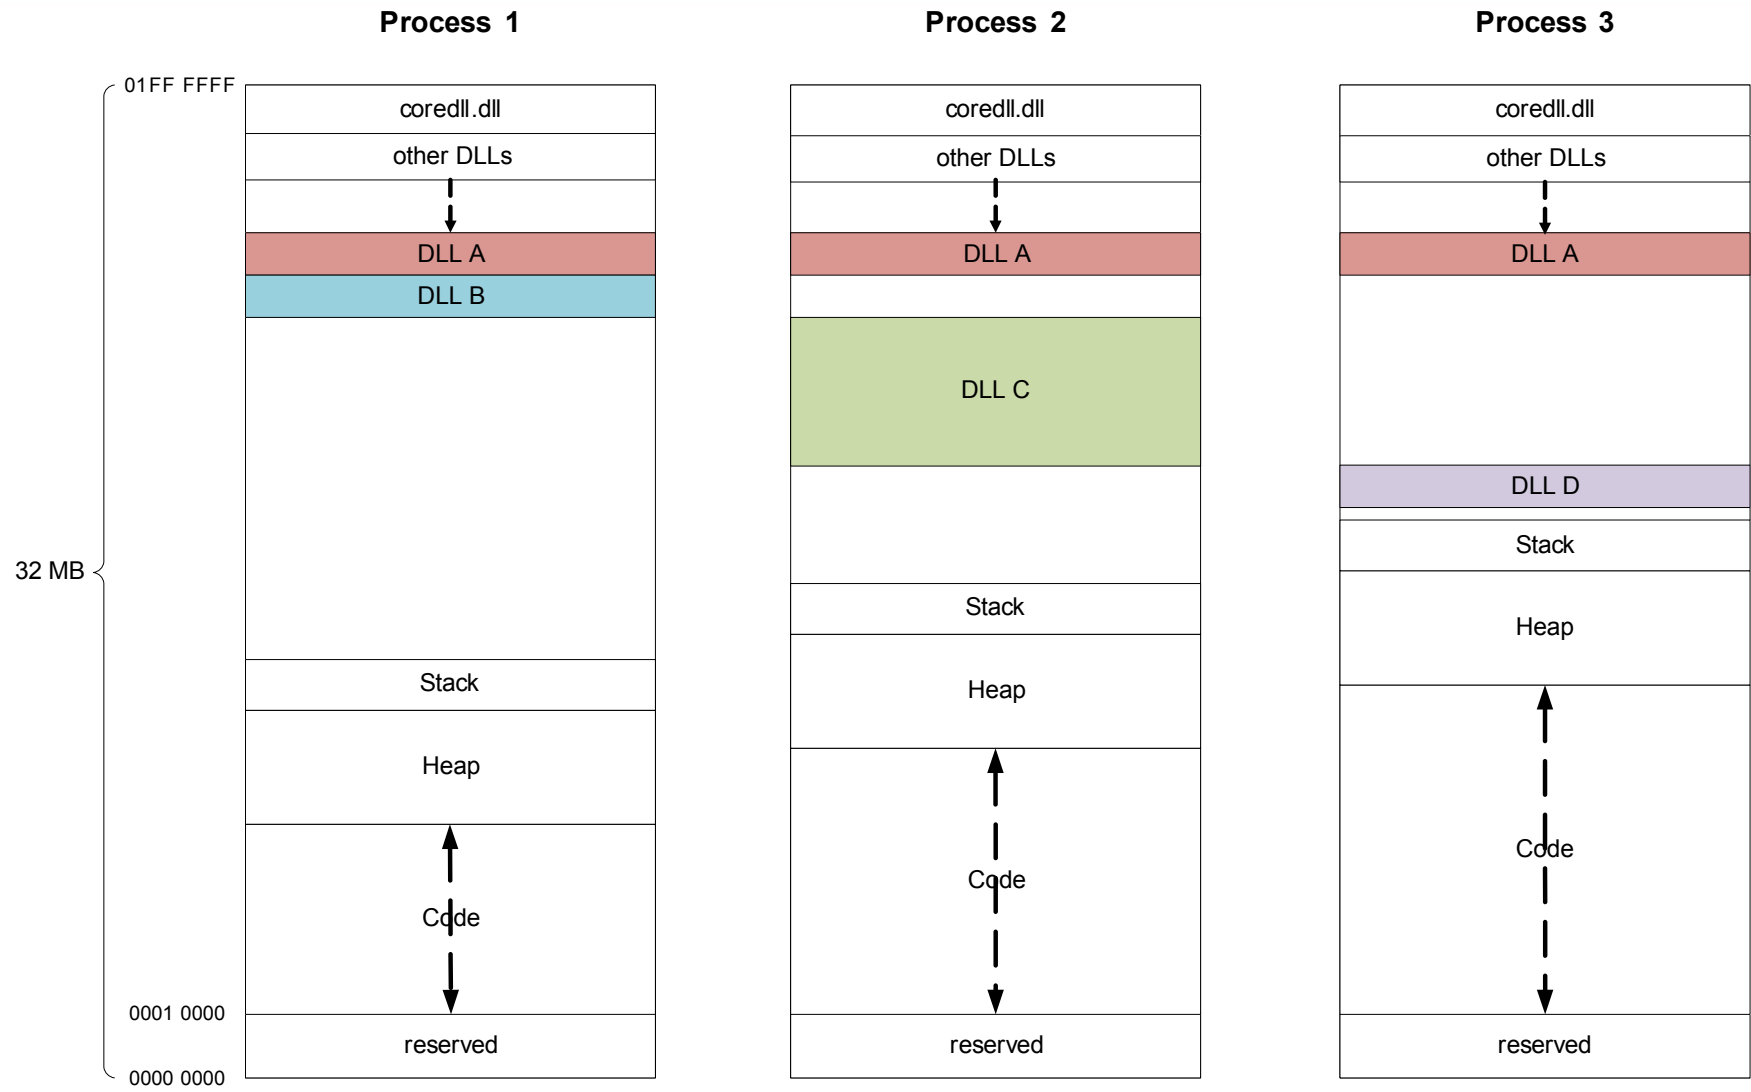 Process 1
Process 2
Process 3
01FF FFFF
coredll.dll
coredll.dll
coredll.dll
other DLLs
other DLLs
other DLLs
DLL A
DLL A
DLL A
DLL B
DLL C
DLL D
Stack
32 MB
Stack
Heap
Stack
Heap
Heap
Code
Code
Code
0001 0000
reserved
reserved
reserved
0000 0000